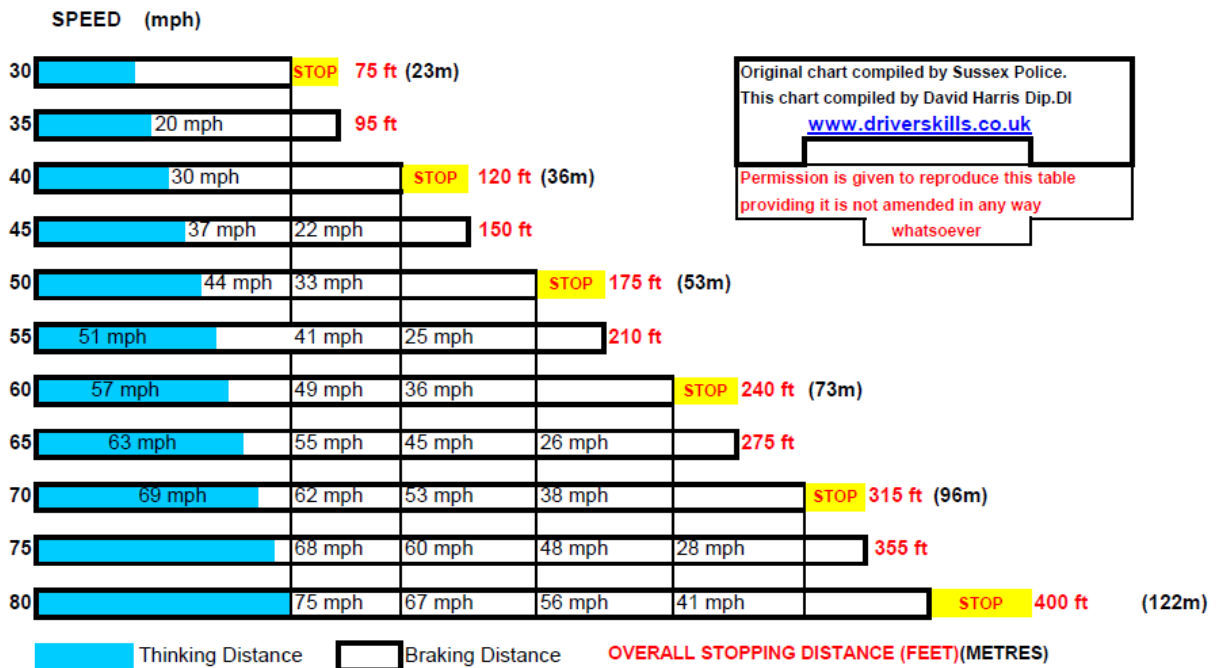 SPEED (mph)
30 STOP 75 ft (23m)
Original chart compiled by Sussex Police.
This chart compiled by David Harris Dip.DI
www.driverskills.co.uk
Permission is given to reproduce this table
providing it is not amended in any way
whatsoever
35 20 mph 95 ft
40 30 mph STOP 120 ft (36m)
45 37 mph 22 mph 150 ft
50 44 mph 33 mph STOP 175 ft (53m)
55 51 mph 41 mph 25 mph 210 ft
60 57 mph 49 mph 36 mph STOP 240 ft (73m)
65 63 mph 55 mph 45 mph 26 mph 275 ft
70 69 mph 62 mph 53 mph 38 mph STOP 315 ft (96m)
75 68 mph 60 mph 48 mph 28 mph 355 ft
80 75 mph 67 mph 56 mph 41 mph STOP 400 ft (122m)
Thinking Distance Braking Distance OVERALL STOPPING DISTANCE (FEET)(METRES)